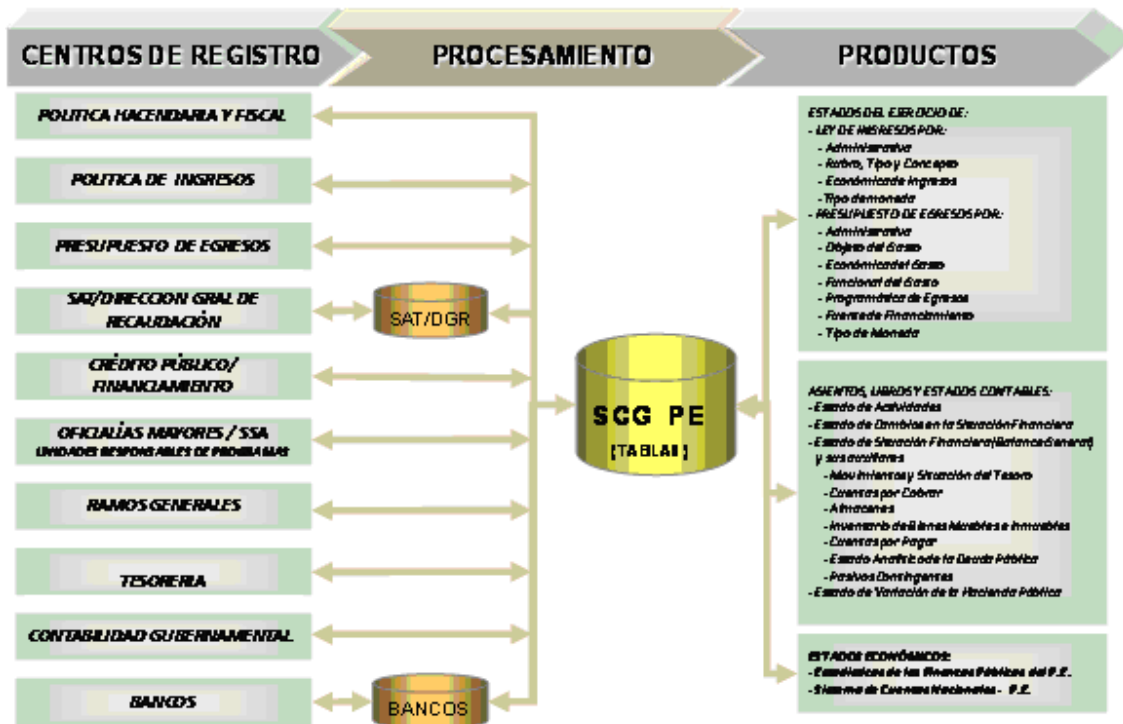 CENTROS DE REGISTRO
PROCESAMIENTO
PRODUCTOS
POLITICA HACENDARIA Y FISCAL
POLITICA DE INGRESOS
PRESUPUESTO DE EGRESOS
SAT/DIRECCION GRAL DE
RECAUDACIÓN
CRÉDITO PÚBLICO/
FINANCIAMIENTO
OFICIALÍAS MAYORES / SSA
UNIDADES RESPONSABLES DE PROGRAMAS
RAMOS GENERALES
TESORERIA
CONTABILIDAD GUBERNAMENTAL
BANCOS
SAT/DGR
BANCOS
SCG PE
(TABLAS)
ESTADOS DEL EJERCICIO DE:
- LEY DE INGRESOS POR:
- Administrativa
- Rubro, Tipo y Concepto
- Económica de Ingresos
- Tipo de moneda
- PRESUPUESTO DE EGRESOS POR:
- Administrativa
- Objeto del Gasto
- Económica del Gasto
- Funcional del Gasto
- Programática de Egresos
- Fuente de Financiamiento
- Tipo de Moneda
ASIENTOS, LIBROS Y ESTADOS CONTABLES:
- Estado de Actividades
- Estado de Cambios en la Situación Financiera
- Estado de Situación Financiera (Balance General)
y sus auxiliares
- Movimientos y Situación del Tesoro
- Cuentas por Cobrar
- Almacenes
- Inventario de Bienes Muebles e Inmuebles
- Cuentas por Pagar
- Estado Analítico de la Deuda Pública
- Pasivos Contingentes
- Estado de Variación de la Hacienda Pública
ESTADOS ECONÓMICOS:
- Estadísticas de las Finanzas Públicas del P.E.
- Sistema de Cuentas Nacionales - P.E.